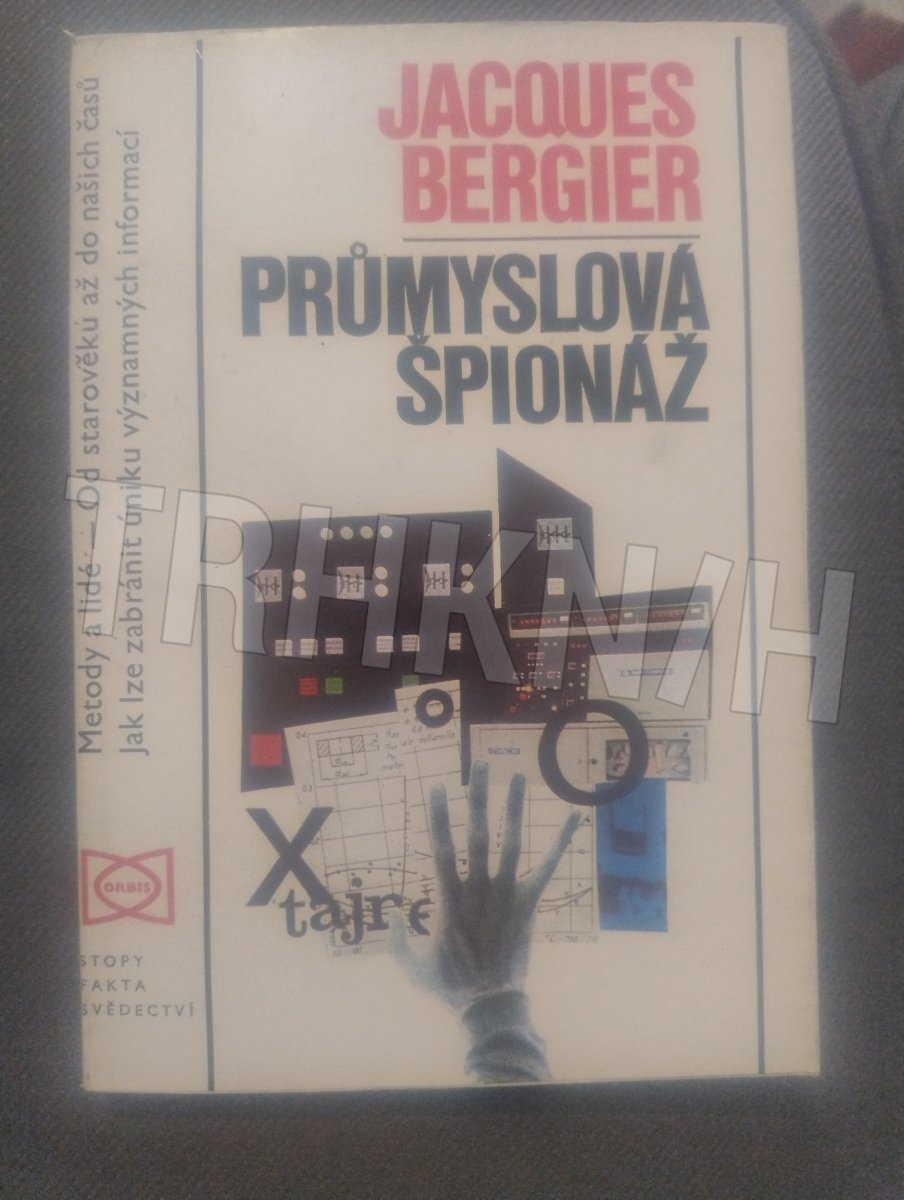 JACQUES
BERGIER
PRŮMYSLOVÁ
ŠPIONÁŽ
Metody a lidé — Od starověku až do našich časů
Jak lze zabránit úniku významných informací
X
tajné
ORBIS
STOPY
FAKTA
SVĚDECTVÍ
TRHKNIH